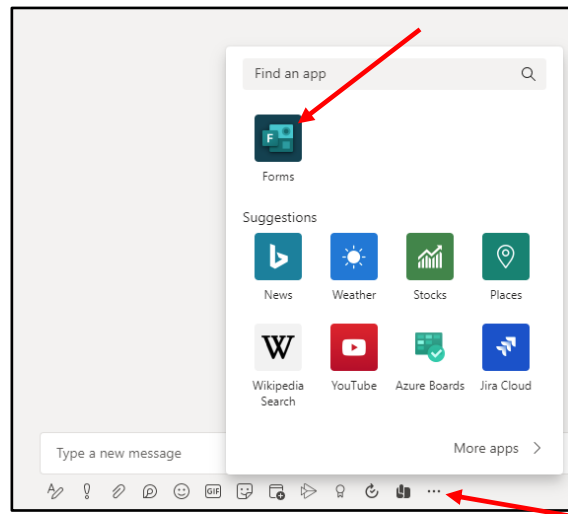 Find an app
F
Forms
Suggestions
b
News Weather Stocks Places
W
Wikipedia Search YouTube Azure Boards Jira Cloud
More apps
Type a new message
GIF